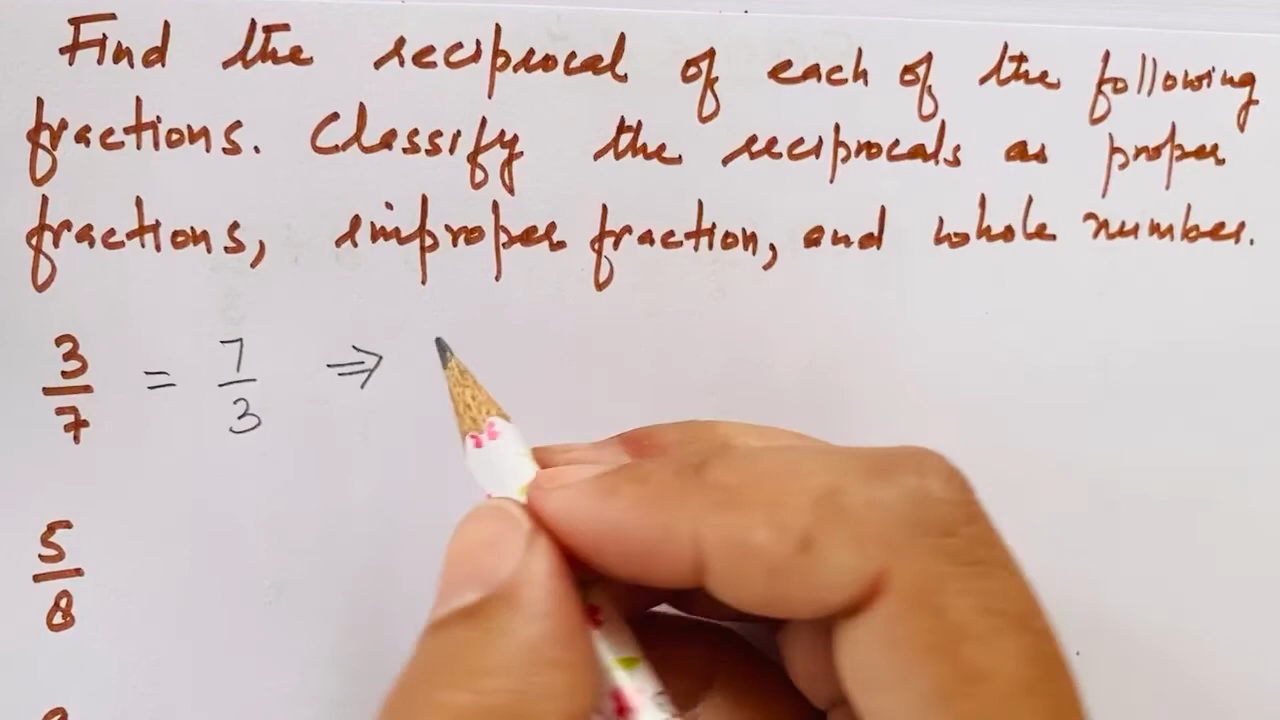 Find the reciprocal of each of the following
fractions. Classify the reciprocals as proper
fractions, improper fraction, and whole number.
3/7 = 7/3 ⇒
5/8